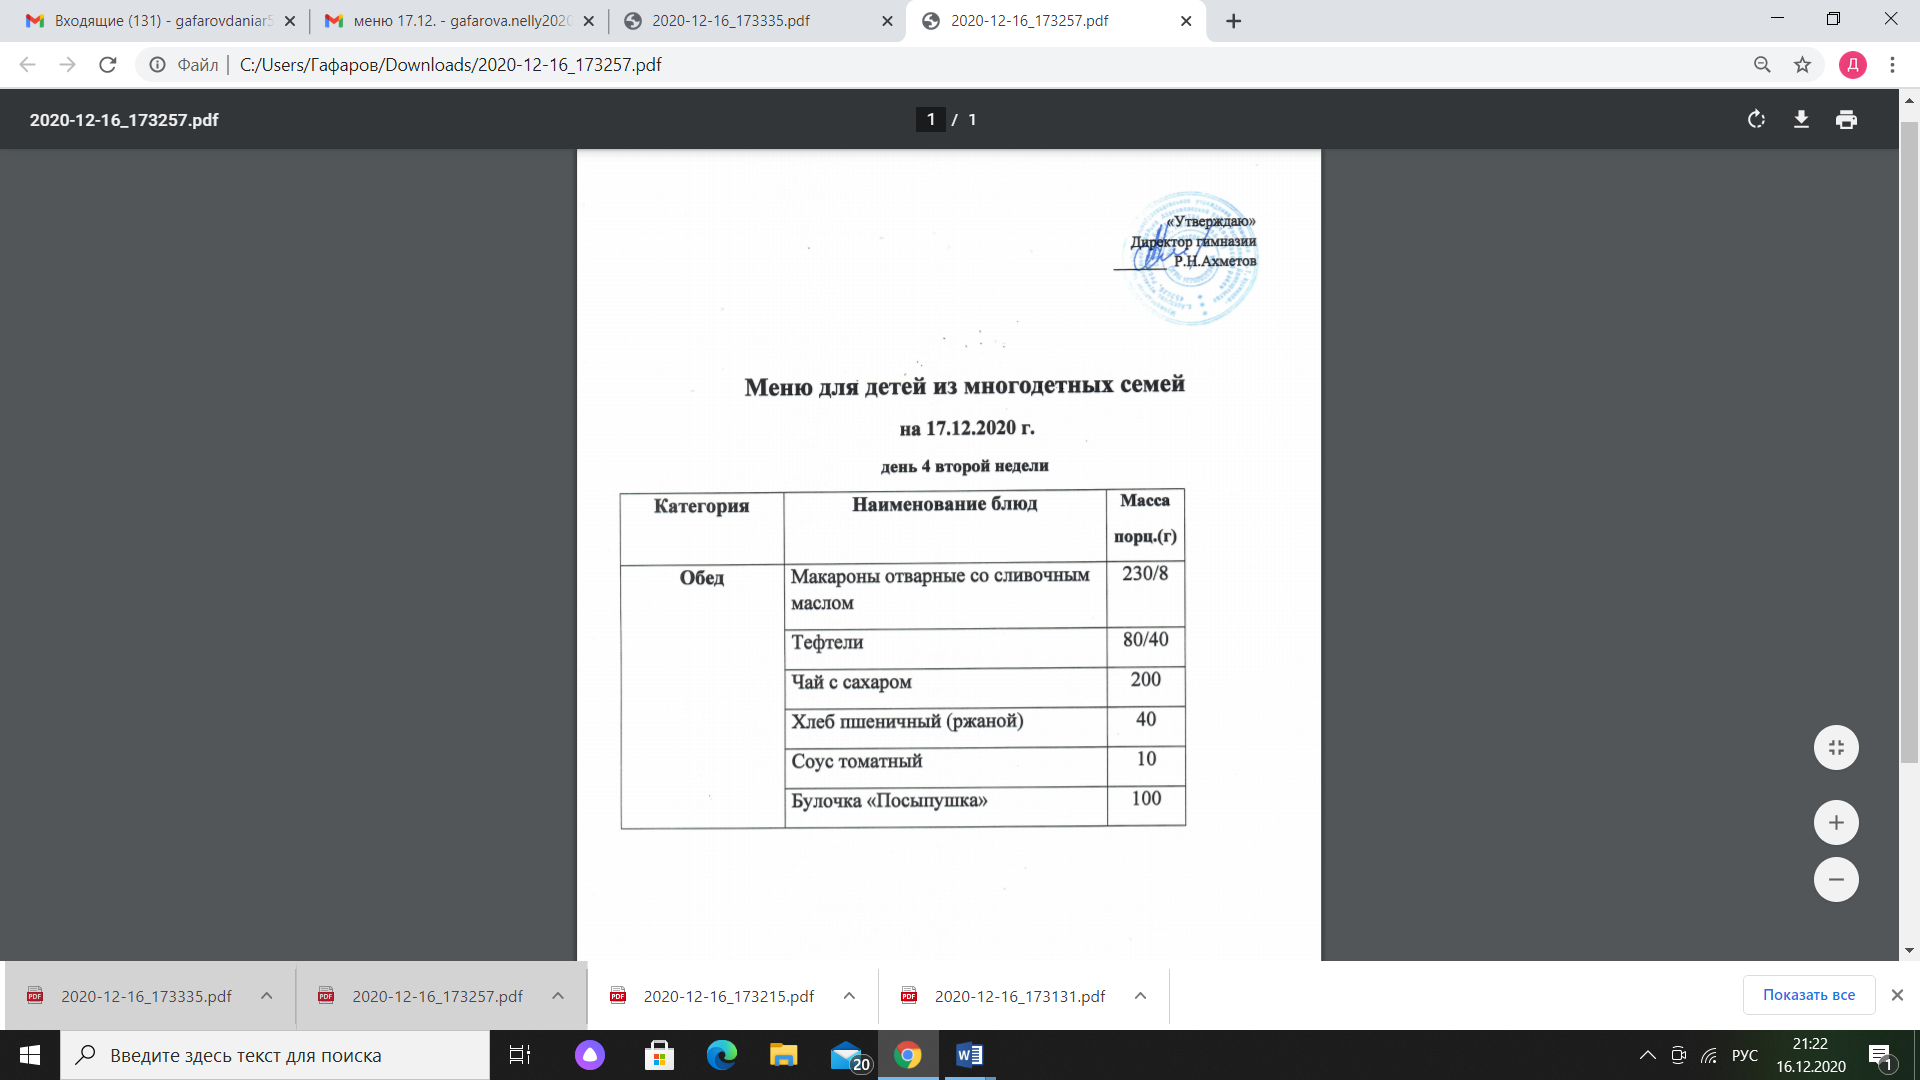 Входящие (131) - gafarovdaniar5
меню 17.12. - gafarova.nelly2020
2020-12-16_173335.pdf
2020-12-16_173257.pdf
Файл
C:/Users/Гафаров/Downloads/2020-12-16_173257.pdf
Д
2020-12-16_173257.pdf
1 / 1
«Утверждаю»
Директор гимназии
Р.Н.Ахметов
Меню для детей из многодетных семей
на 17.12.2020 г.
день 4 второй недели
Категория
Наименование блюд
Масса
порц.(г)
Обед
Макароны отварные со сливочным
маслом
230/8
Тефтели
80/40
Чай с сахаром
200
Хлеб пшеничный (ржаной)
40
Соус томатный
10
Булочка «Посыпушка»
100
2020-12-16_173335.pdf
2020-12-16_173257.pdf
2020-12-16_173215.pdf
2020-12-16_173131.pdf
Показать все
Введите здесь текст для поиска
20
РУС
21:22
16.12.2020
1